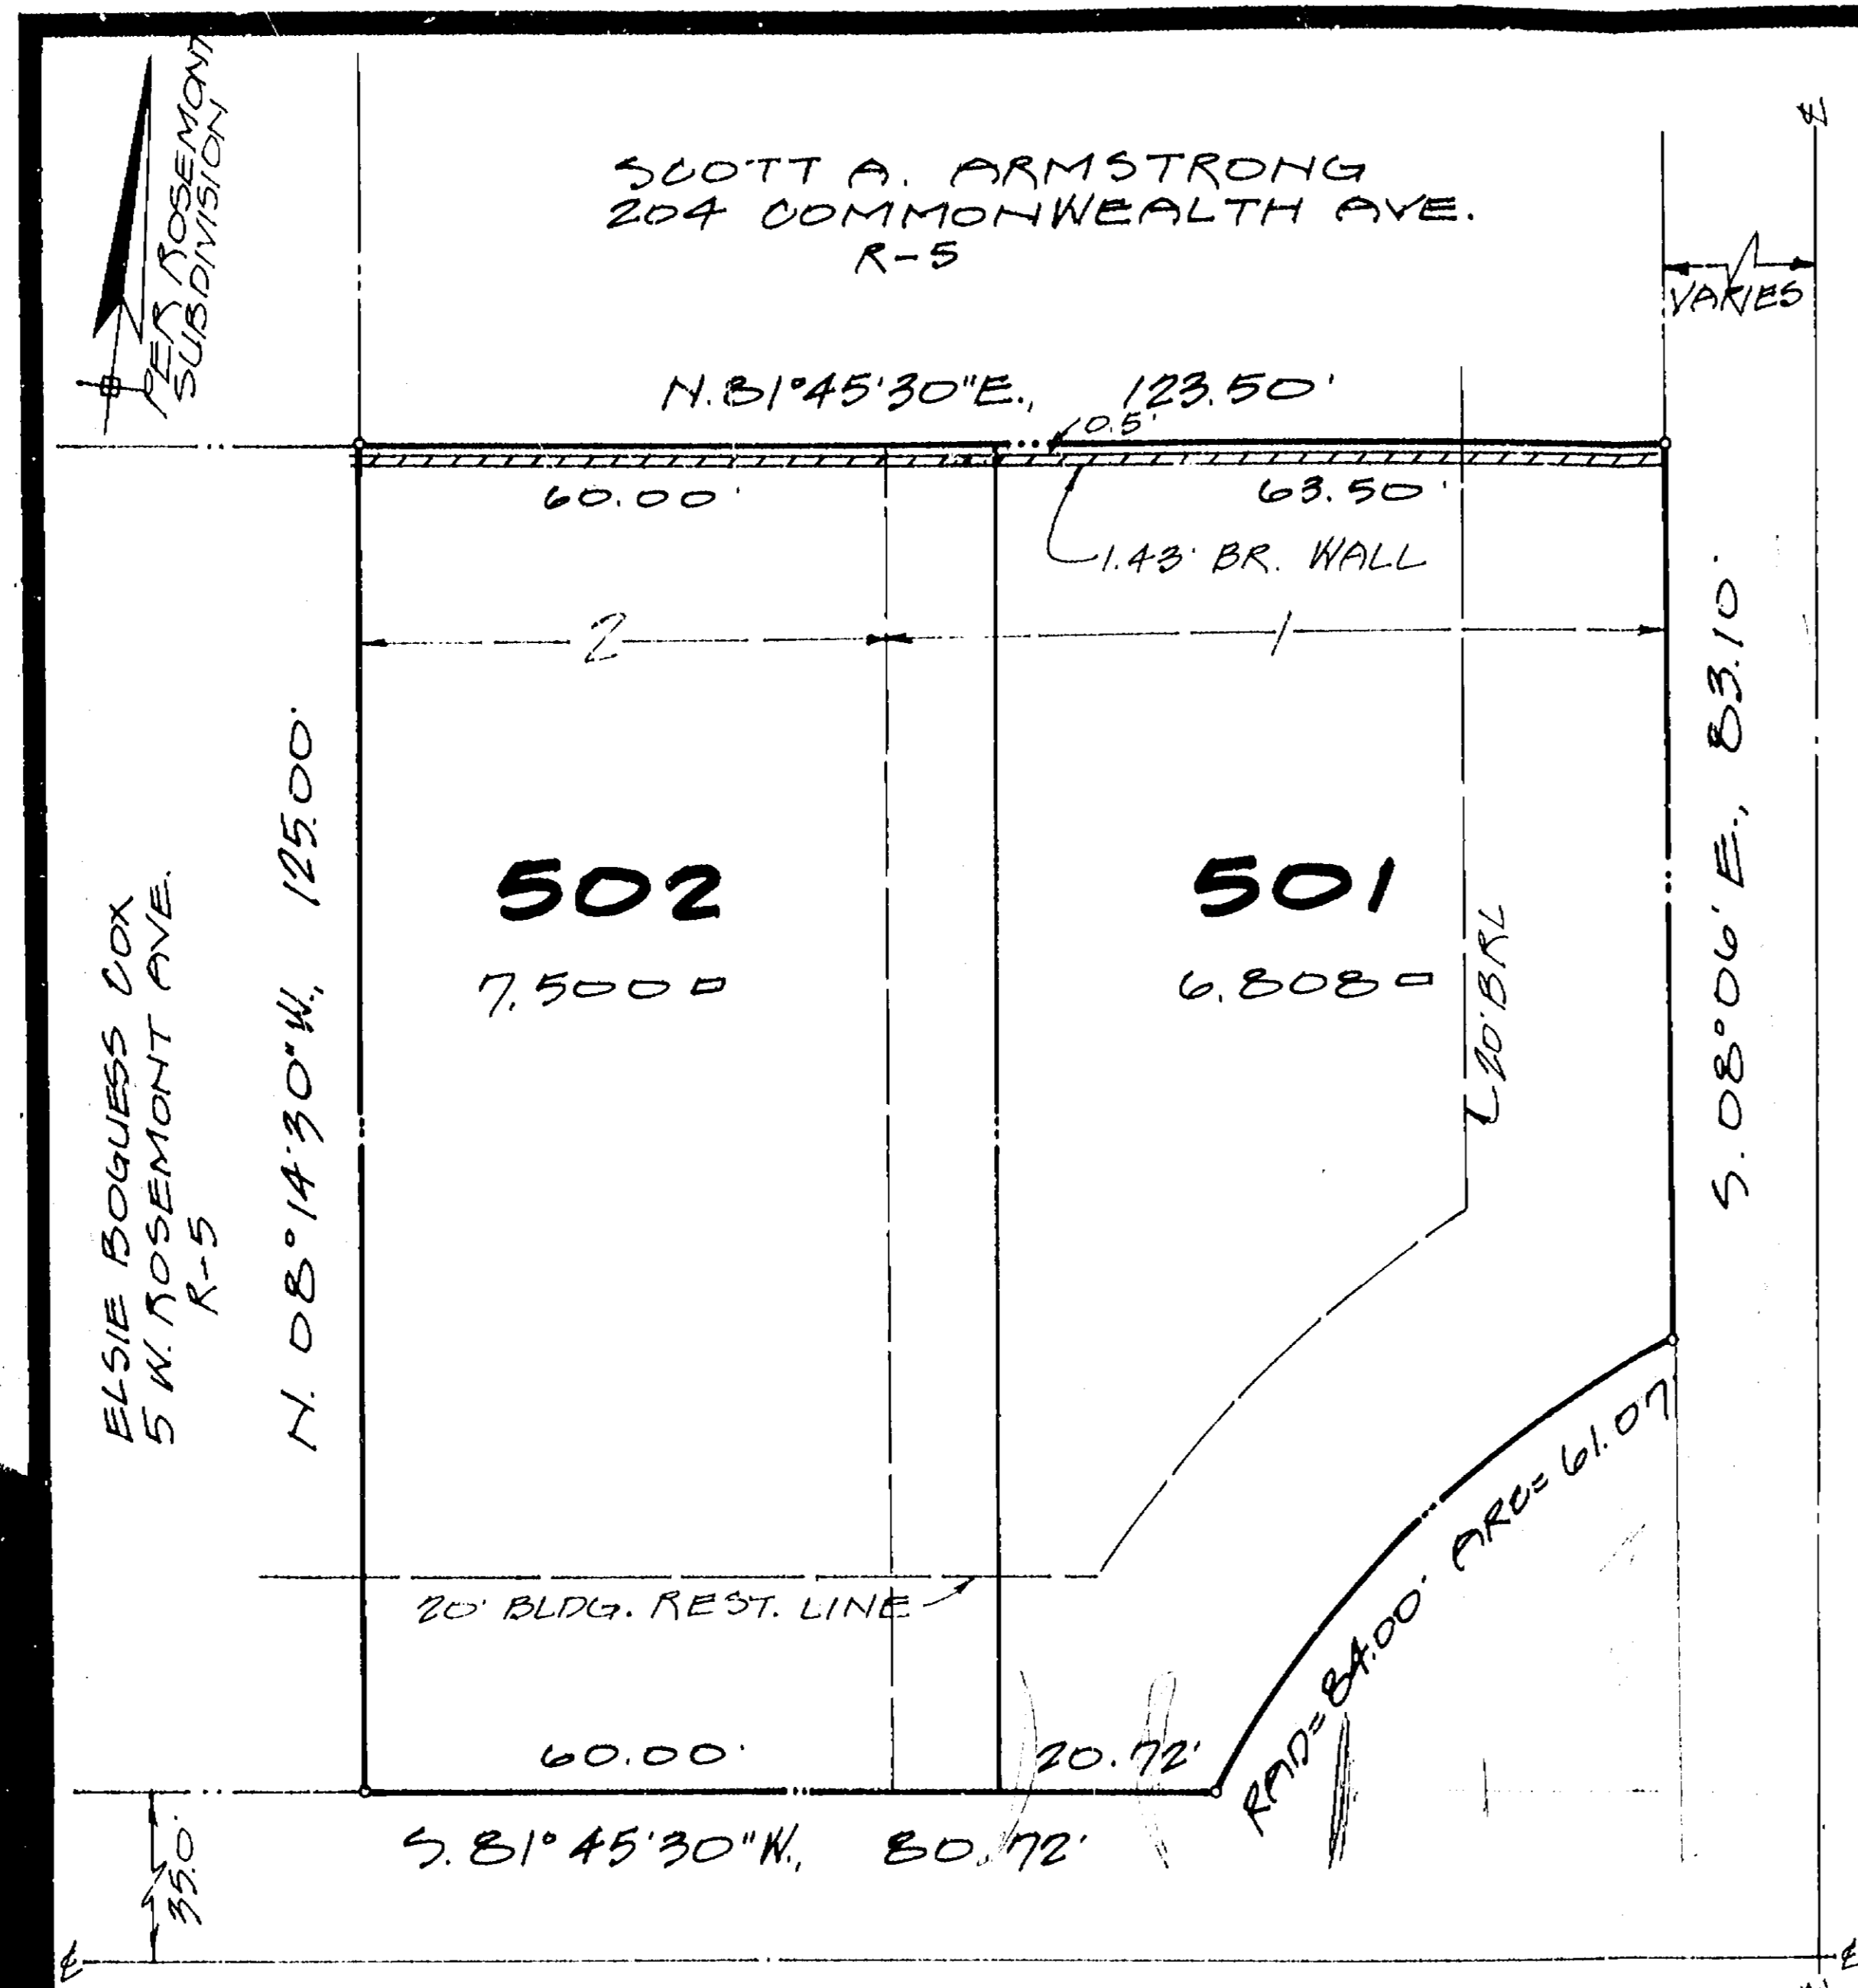 PER ROSEMONT
SUBDIVISION
SCOTT A. ARMSTRONG
204 COMMONWEALTH AVE.
R-5
VARIES
N. 81°45'30"E., 123.50'
0.5'
60.00'
63.50'
1.43' BR. WALL
2
1
S. 08°06' E., 83.10'
N. 08°14'30"W., 125.00'
502
7,500
501
6,808
20' BRL
ELSIE BOGUESS COX
5 W. ROSEMONT AVE.
R-5
RAD= 84.00' ARC= 61.07'
20' BLDG. REST. LINE
60.00'
20.72'
S. 81°45'30"W., 80.72'
35.0'